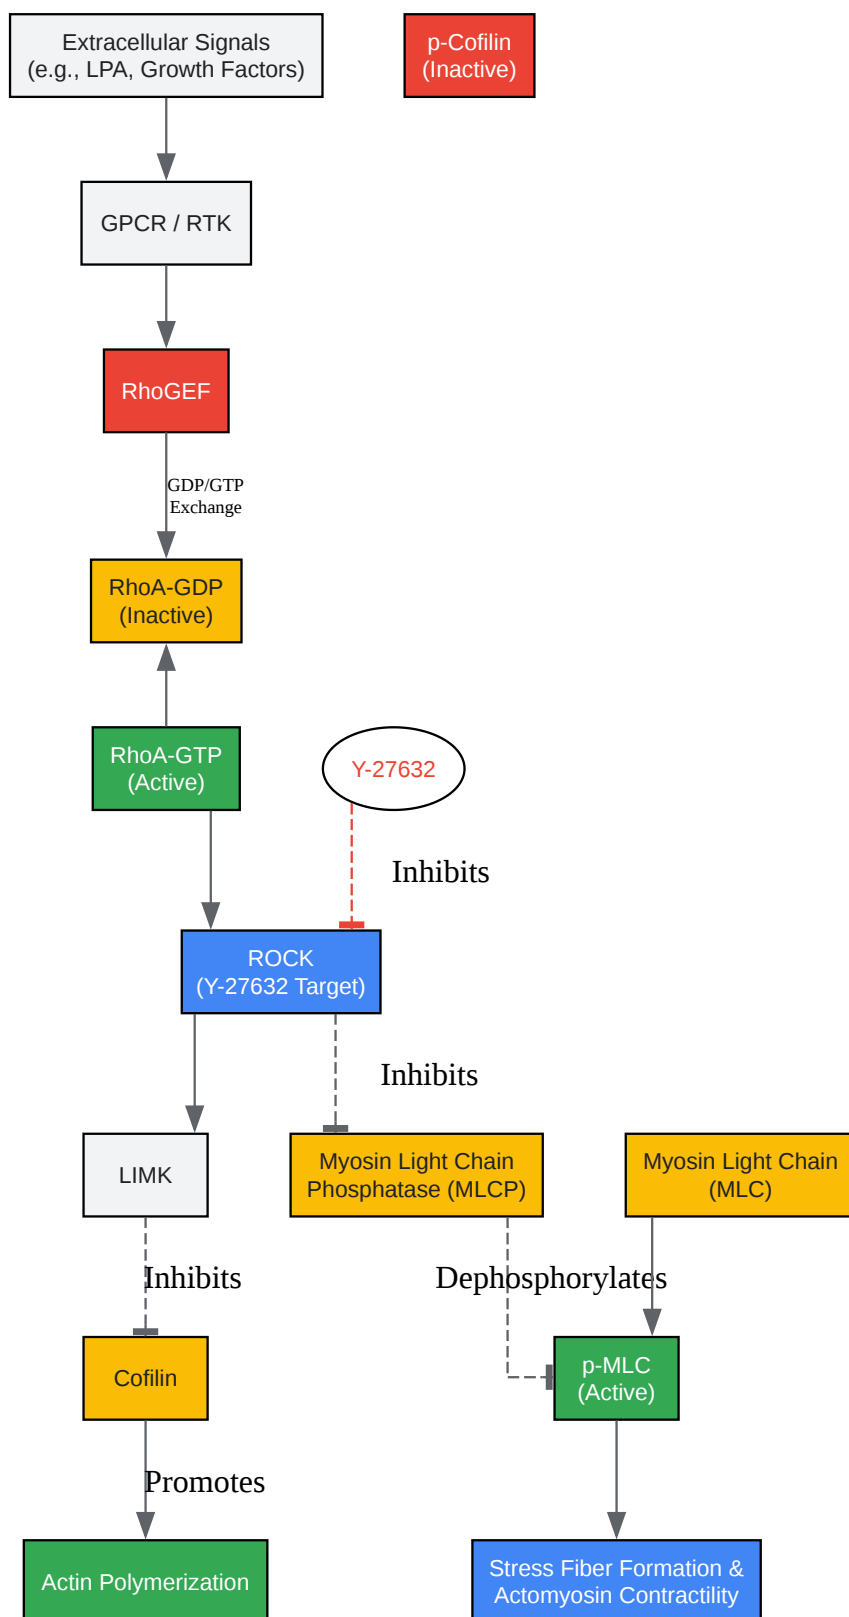 Extracellular Signals
(e.g., LPA, Growth Factors)
p-Cofilin
(Inactive)
GPCR / RTK
RhoGEF
GDP/GTP
Exchange
RhoA-GDP
(Inactive)
RhoA-GTP
(Active)
Y-27632
Inhibits
ROCK
(Y-27632 Target)
Inhibits
LIMK
Myosin Light Chain
Phosphatase (MLCP)
Myosin Light Chain
(MLC)
Inhibits
Dephosphorylates
Cofilin
p-MLC
(Active)
Promotes
Actin Polymerization
Stress Fiber Formation &
Actomyosin Contractility